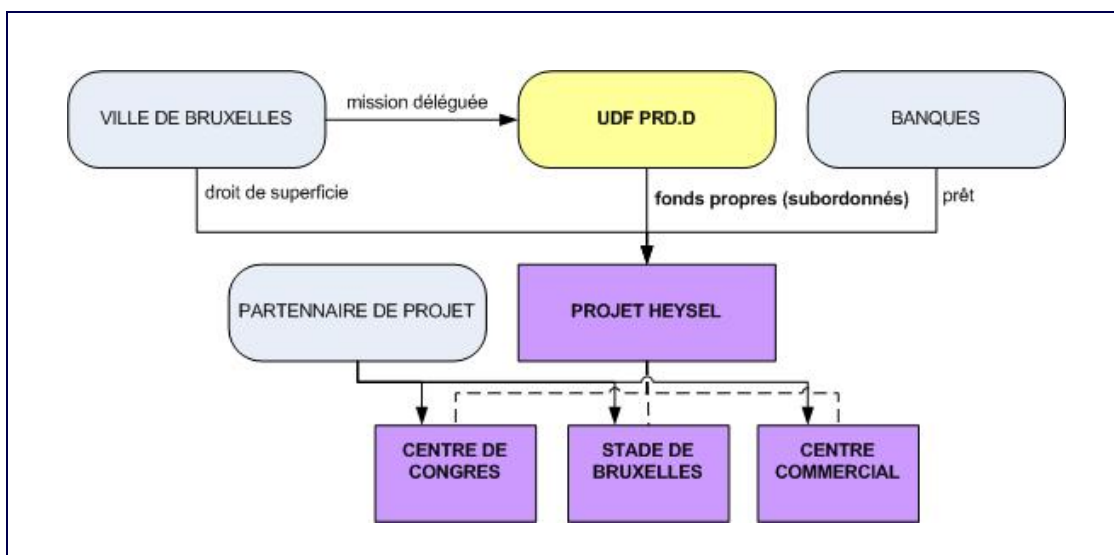 VILLE DE BRUXELLES
mission déléguée
UDF PRD.D
BANQUES
droit de superficie
fonds propres (subordonnés)
prêt
PARTENNAIRE DE PROJET
PROJET HEYSEL
CENTRE DE
CONGRES
STADE DE
BRUXELLES
CENTRE
COMMERCIAL